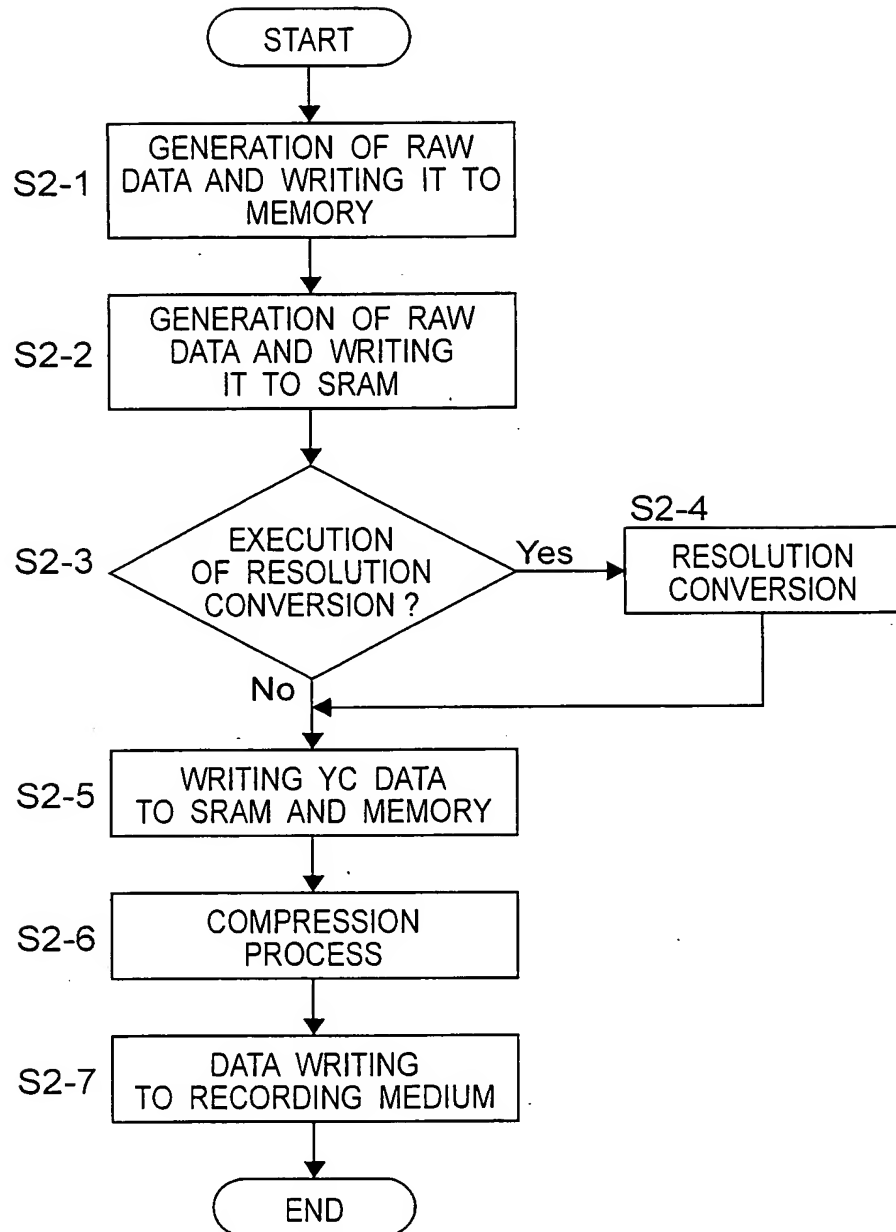 START
S2-1
GENERATION OF RAW
DATA AND WRITING IT TO
MEMORY
S2-2
GENERATION OF RAW
DATA AND WRITING
IT TO SRAM
S2-3
EXECUTION
OF RESOLUTION
CONVERSION ?
Yes
S2-4
RESOLUTION
CONVERSION
No
S2-5
WRITING YC DATA
TO SRAM AND MEMORY
S2-6
COMPRESSION
PROCESS
S2-7
DATA WRITING
TO RECORDING MEDIUM
END